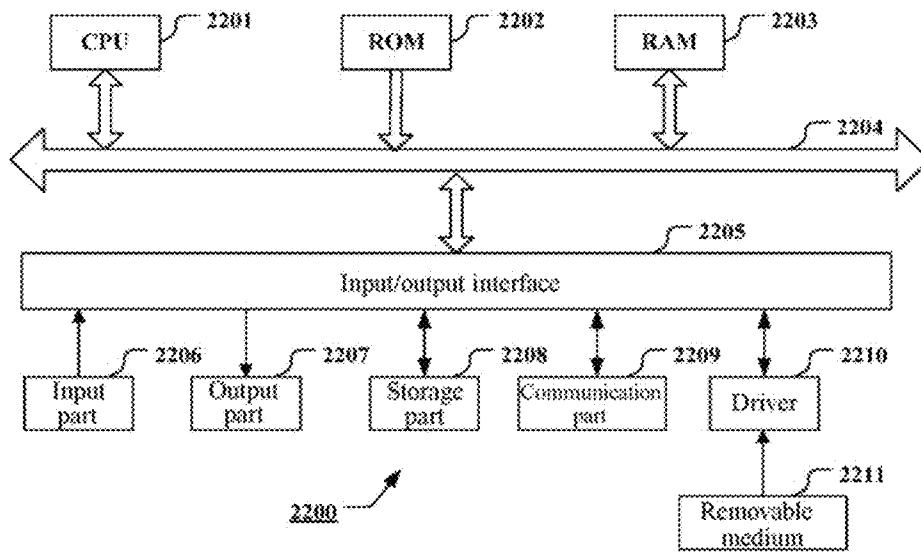 2201 2202 2203
CPU ROM RAM
2204
2205
Input/output interface
2206 2207 2208 2209 2210
Input part
Output part
Storage part
Communication part
Driver
2211
2200
Removable medium